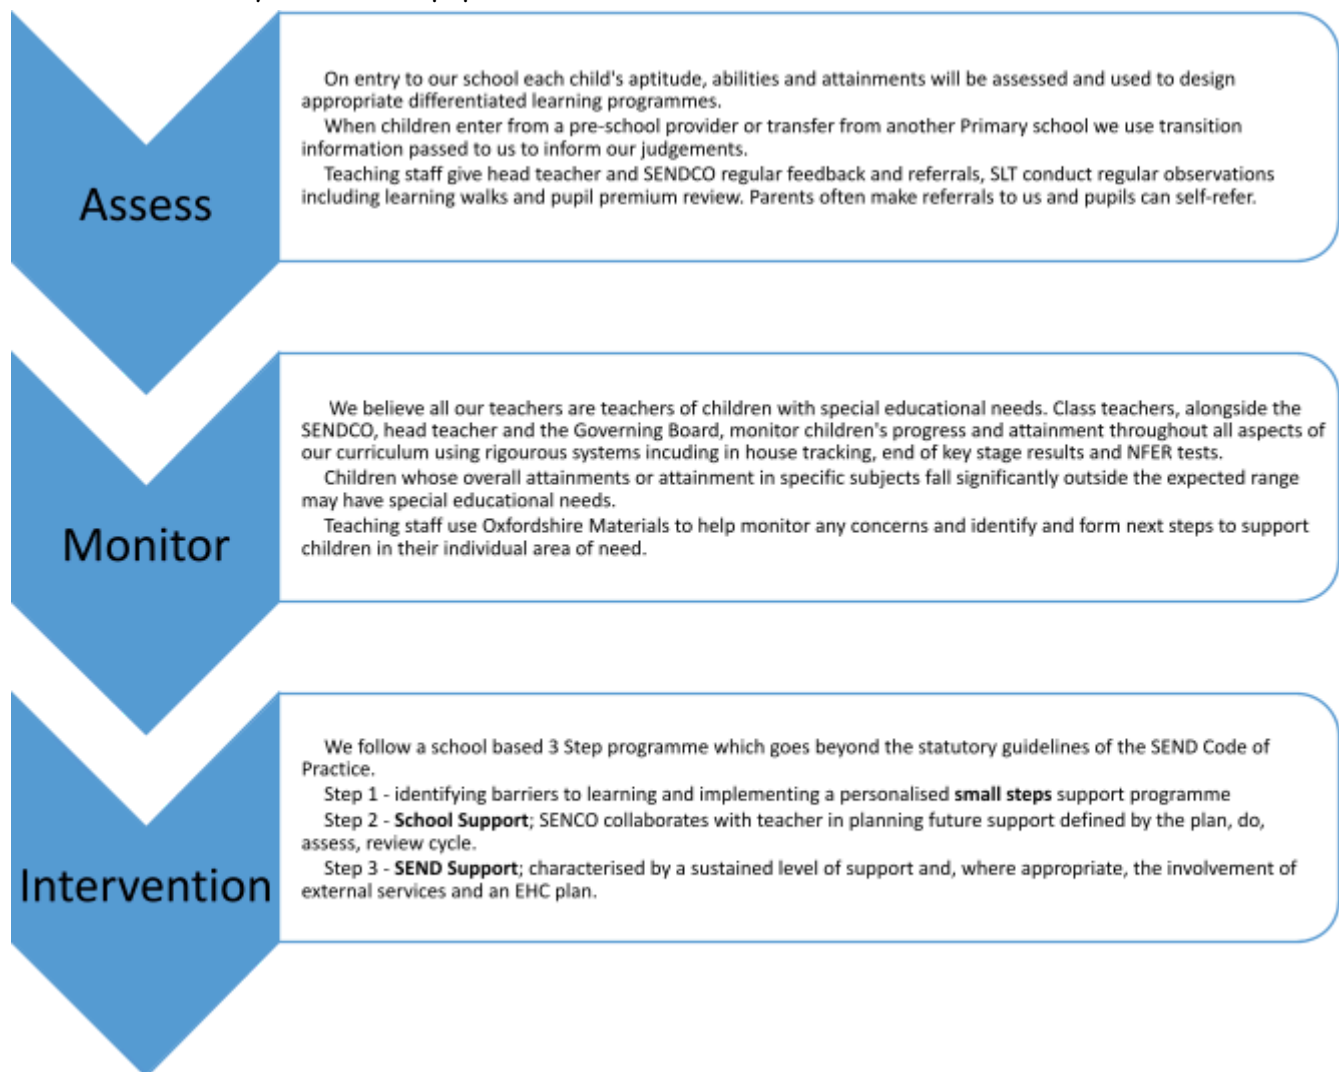 Assess
On entry to our school each child's aptitude, abilities and attainments will be assessed and used to design
appropriate differentiated learning programmes.
When children enter from a pre-school provider or transfer from another Primary school we use transition
information passed to us to inform our judgements.
Teaching staff give head teacher and SENDCO regular feedback and referrals, SLT conduct regular observations
including learning walks and pupil premium review. Parents often make referrals to us and pupils can self-refer.
Monitor
We believe all our teachers are teachers of children with special educational needs. Class teachers, alongside the
SENDCO, head teacher and the Governing Board, monitor children's progress and attainment throughout all aspects of
our curriculum using rigourous systems incuding in house tracking, end of key stage results and NFER tests.
Children whose overall attainments or attainment in specific subjects fall significantly outside the expected range
may have special educational needs.
Teaching staff use Oxfordshire Materials to help monitor any concerns and identify and form next steps to support
children in their individual area of need.
Intervention
We follow a school based 3 Step programme which goes beyond the statutory guidelines of the SEND Code of
Practice.
Step 1 - identifying barriers to learning and implementing a personalised small steps support programme
Step 2 - School Support; SENCO collaborates with teacher in planning future support defined by the plan, do,
assess, review cycle.
Step 3 - SEND Support; characterised by a sustained level of support and, where appropriate, the involvement of
external services and an EHC plan.